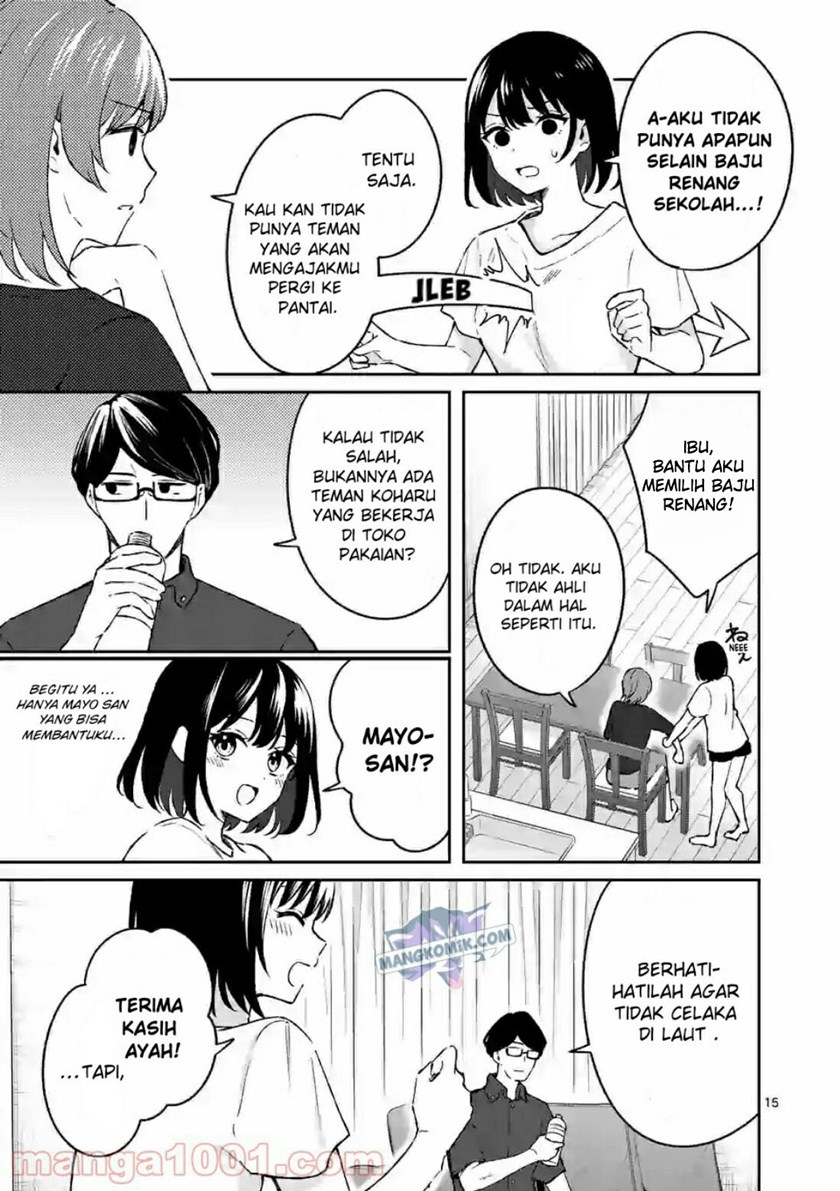 A-AKU TIDAK
PUNYA APAPUN
SELAIN BAJU
RENANG
SEKOLAH...!
TENTU
SAJA.
KAU KAN TIDAK
PUNYA TEMAN
YANG AKAN
MENGAJAKMU
PERGI KE
PANTAI.
JLEB
IBU,
BANTU AKU
MEMILIH BAJU
RENANG!
OH TIDAK. AKU
TIDAK AHLI
DALAM HAL
SEPERTI ITU.
ねぇ
NEEE
KALAU TIDAK
SALAH,
BUKANNYA ADA
TEMAN KOHARU
YANG BEKERJA
DI TOKO
PAKAIAN?
MAYO-
SAN!?
BEGITU YA ...
HANYA MAYO SAN
YANG BISA
MEMBANTUKU...
BERHATI-
HATILAH AGAR
TIDAK CELAKA
DI LAUT .
TERIMA
KASIH
AYAH!
...TAPI,
MANGKOMIK.COM
15
manga1001.com